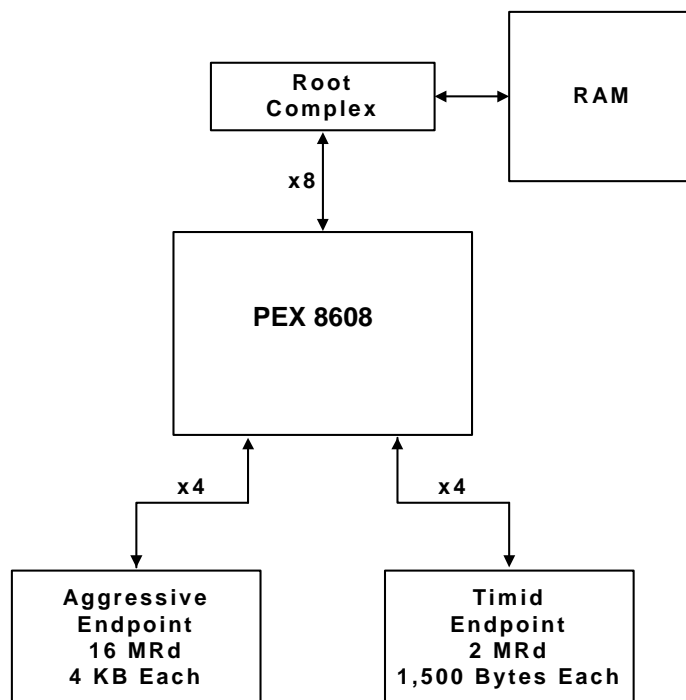 Root
Complex
RAM
x8
PEX 8608
x4
x4
Aggressive
Endpoint
16 MRd
4 KB Each
Timid
Endpoint
2 MRd
1,500 Bytes Each